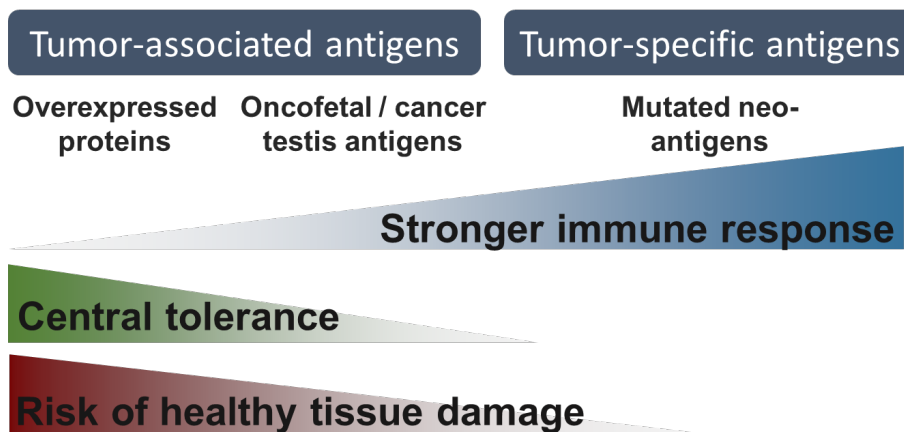 Tumor-associated antigens
Tumor-specific antigens
Overexpressed
proteins
Oncofetal / cancer
testis antigens
Mutated neo-
antigens
Stronger immune response
Central tolerance
Risk of healthy tissue damage